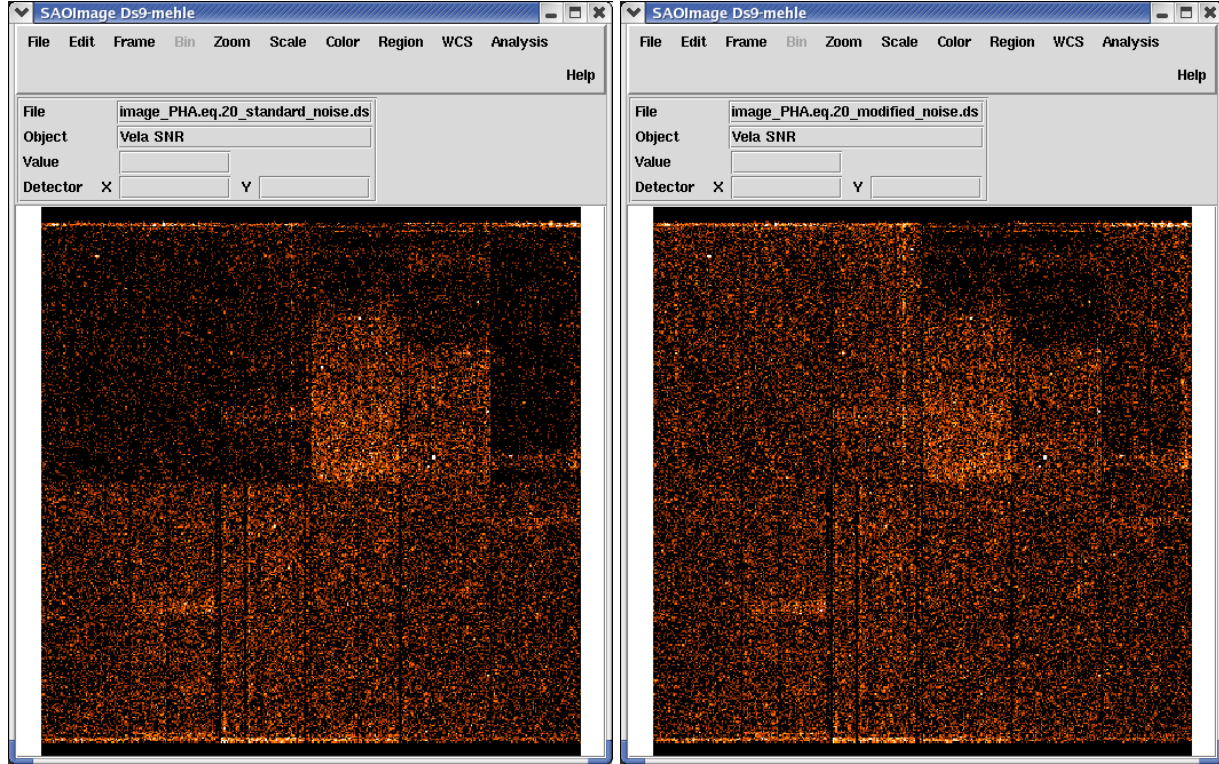 SAOImage Ds9-mehle
File Edit Frame Bin Zoom Scale Color Region WCS Analysis
Help
File image_PHA.eq.20_standard_noise.ds
Object Vela SNR
Value
Detector X Y
SAOImage Ds9-mehle
File Edit Frame Bin Zoom Scale Color Region WCS Analysis
Help
File image_PHA.eq.20_modified_noise.ds
Object Vela SNR
Value
Detector X Y